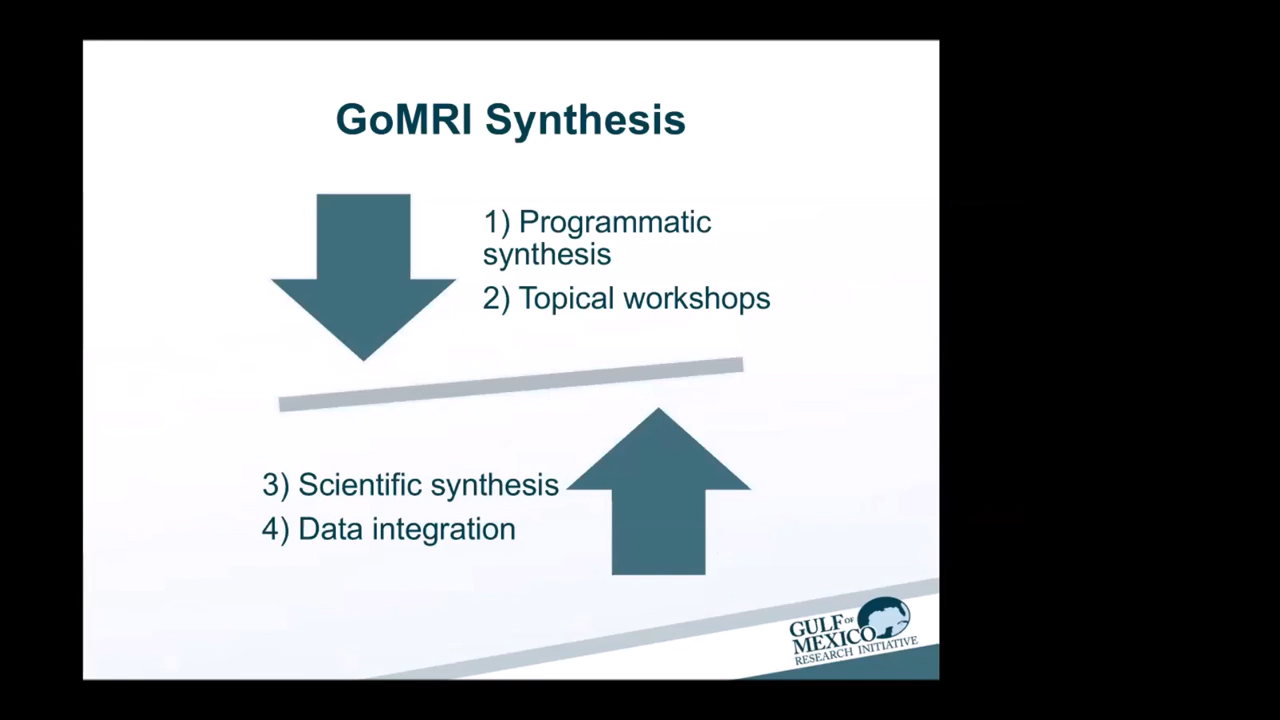 GoMRI Synthesis
1) Programmatic
synthesis
2) Topical workshops
3) Scientific synthesis
4) Data integration
GULF OF
MEXICO
RESEARCH INITIATIVE